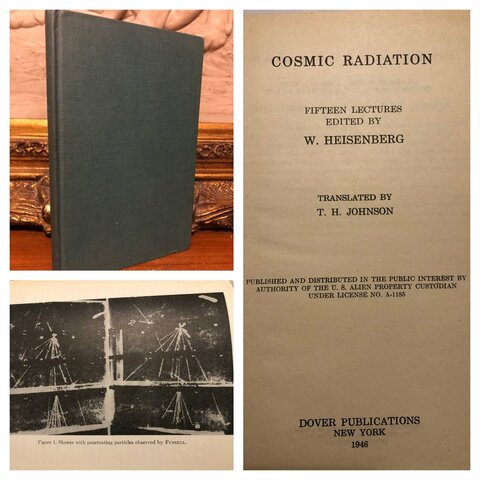 COSMIC RADIATION
FIFTEEN LECTURES
EDITED BY
W. HEISENBERG
TRANSLATED BY
T. H. JOHNSON
PUBLISHED AND DISTRIBUTED IN THE PUBLIC INTEREST BY
AUTHORITY OF THE U. S. ALIEN PROPERTY CUSTODIAN
UNDER LICENSE NO. A-1185
DOVER PUBLICATIONS
NEW YORK
1946
Figure 1. Shower with penetrating particles observed by FUSSELL.